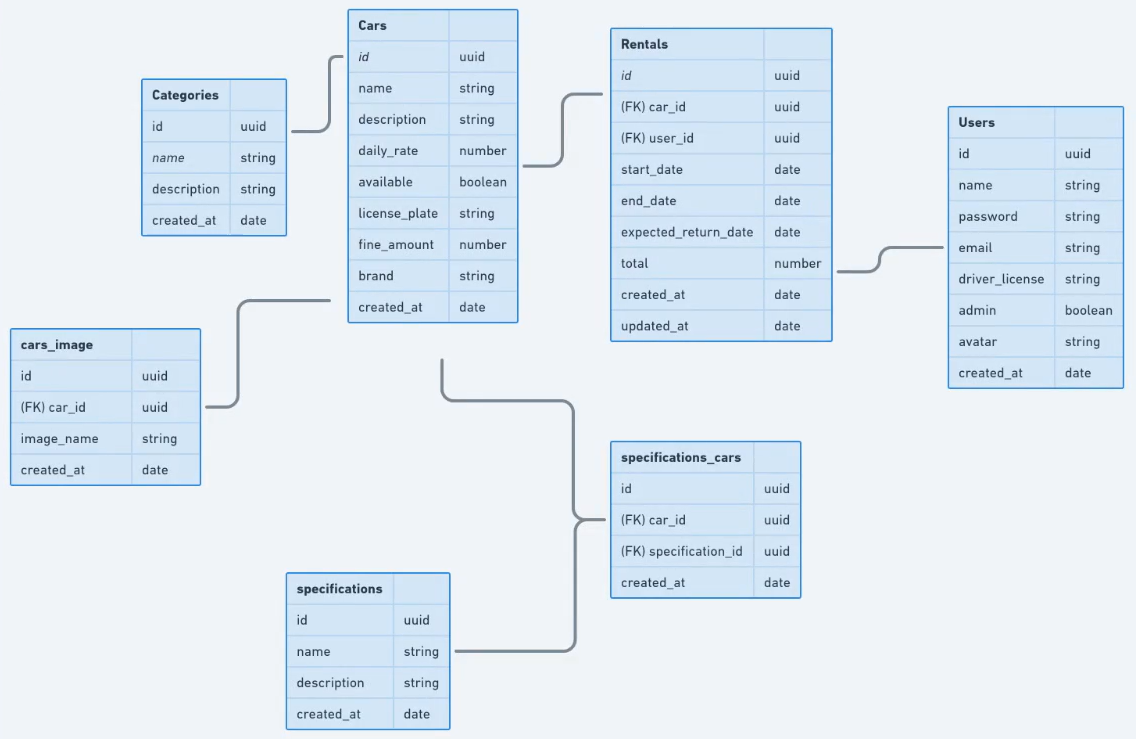 Cars
id uuid
name string
description string
daily_rate number
available boolean
license_plate string
fine_amount number
brand string
created_at date
Rentals
id uuid
(FK) car_id uuid
(FK) user_id uuid
start_date date
end_date date
expected_return_date date
total number
created_at date
updated_at date
Categories
id uuid
name string
description string
created_at date
Users
id uuid
name string
password string
email string
driver_license string
admin boolean
avatar string
created_at date
cars_image
id uuid
(FK) car_id uuid
image_name string
created_at date
specifications_cars
id uuid
(FK) car_id uuid
(FK) specification_id uuid
created_at date
specifications
id uuid
name string
description string
created_at date